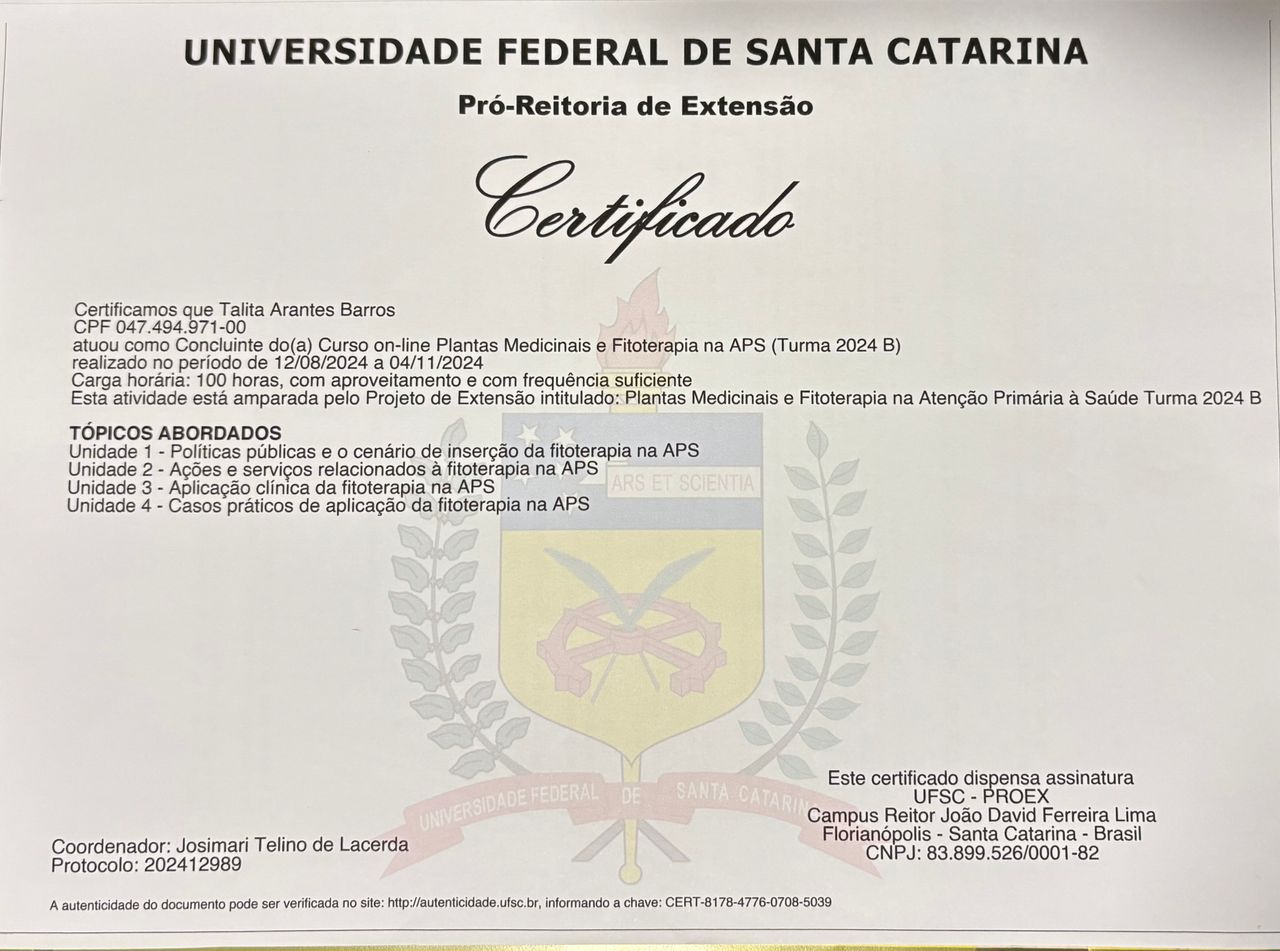 UNIVERSIDADE FEDERAL DE SANTA CATARINA
Pró-Reitoria de Extensão
Certificado
Certificamos que Talita Arantes Barros
CPF 047.494.971-00
atuou como Concluinte do(a) Curso on-line Plantas Medicinais e Fitoterapia na APS (Turma 2024 B)
realizado no período de 12/08/2024 a 04/11/2024
Carga horária: 100 horas, com aproveitamento e com frequência suficiente
Esta atividade está amparada pelo Projeto de Extensão intitulado: Plantas Medicinais e Fitoterapia na Atenção Primária à Saúde Turma 2024 B
TÓPICOS ABORDADOS
Unidade 1 - Políticas públicas e o cenário de inserção da fitoterapia na APS
Unidade 2 - Ações e serviços relacionados à fitoterapia na APS
Unidade 3 - Aplicação clínica da fitoterapia na APS
Unidade 4 - Casos práticos de aplicação da fitoterapia na APS
ARS ET SCIENTIA
UNIVERSIDADE FEDERAL DE SANTA CATARINA
Este certificado dispensa assinatura
UFSC - PROEX
Campus Reitor João David Ferreira Lima
Florianópolis - Santa Catarina - Brasil
CNPJ: 83.899.526/0001-82
Coordenador: Josimari Telino de Lacerda
Protocolo: 202412989
A autenticidade do documento pode ser verificada no site: http://autenticidade.ufsc.br, informando a chave: CERT-8178-4776-0708-5039